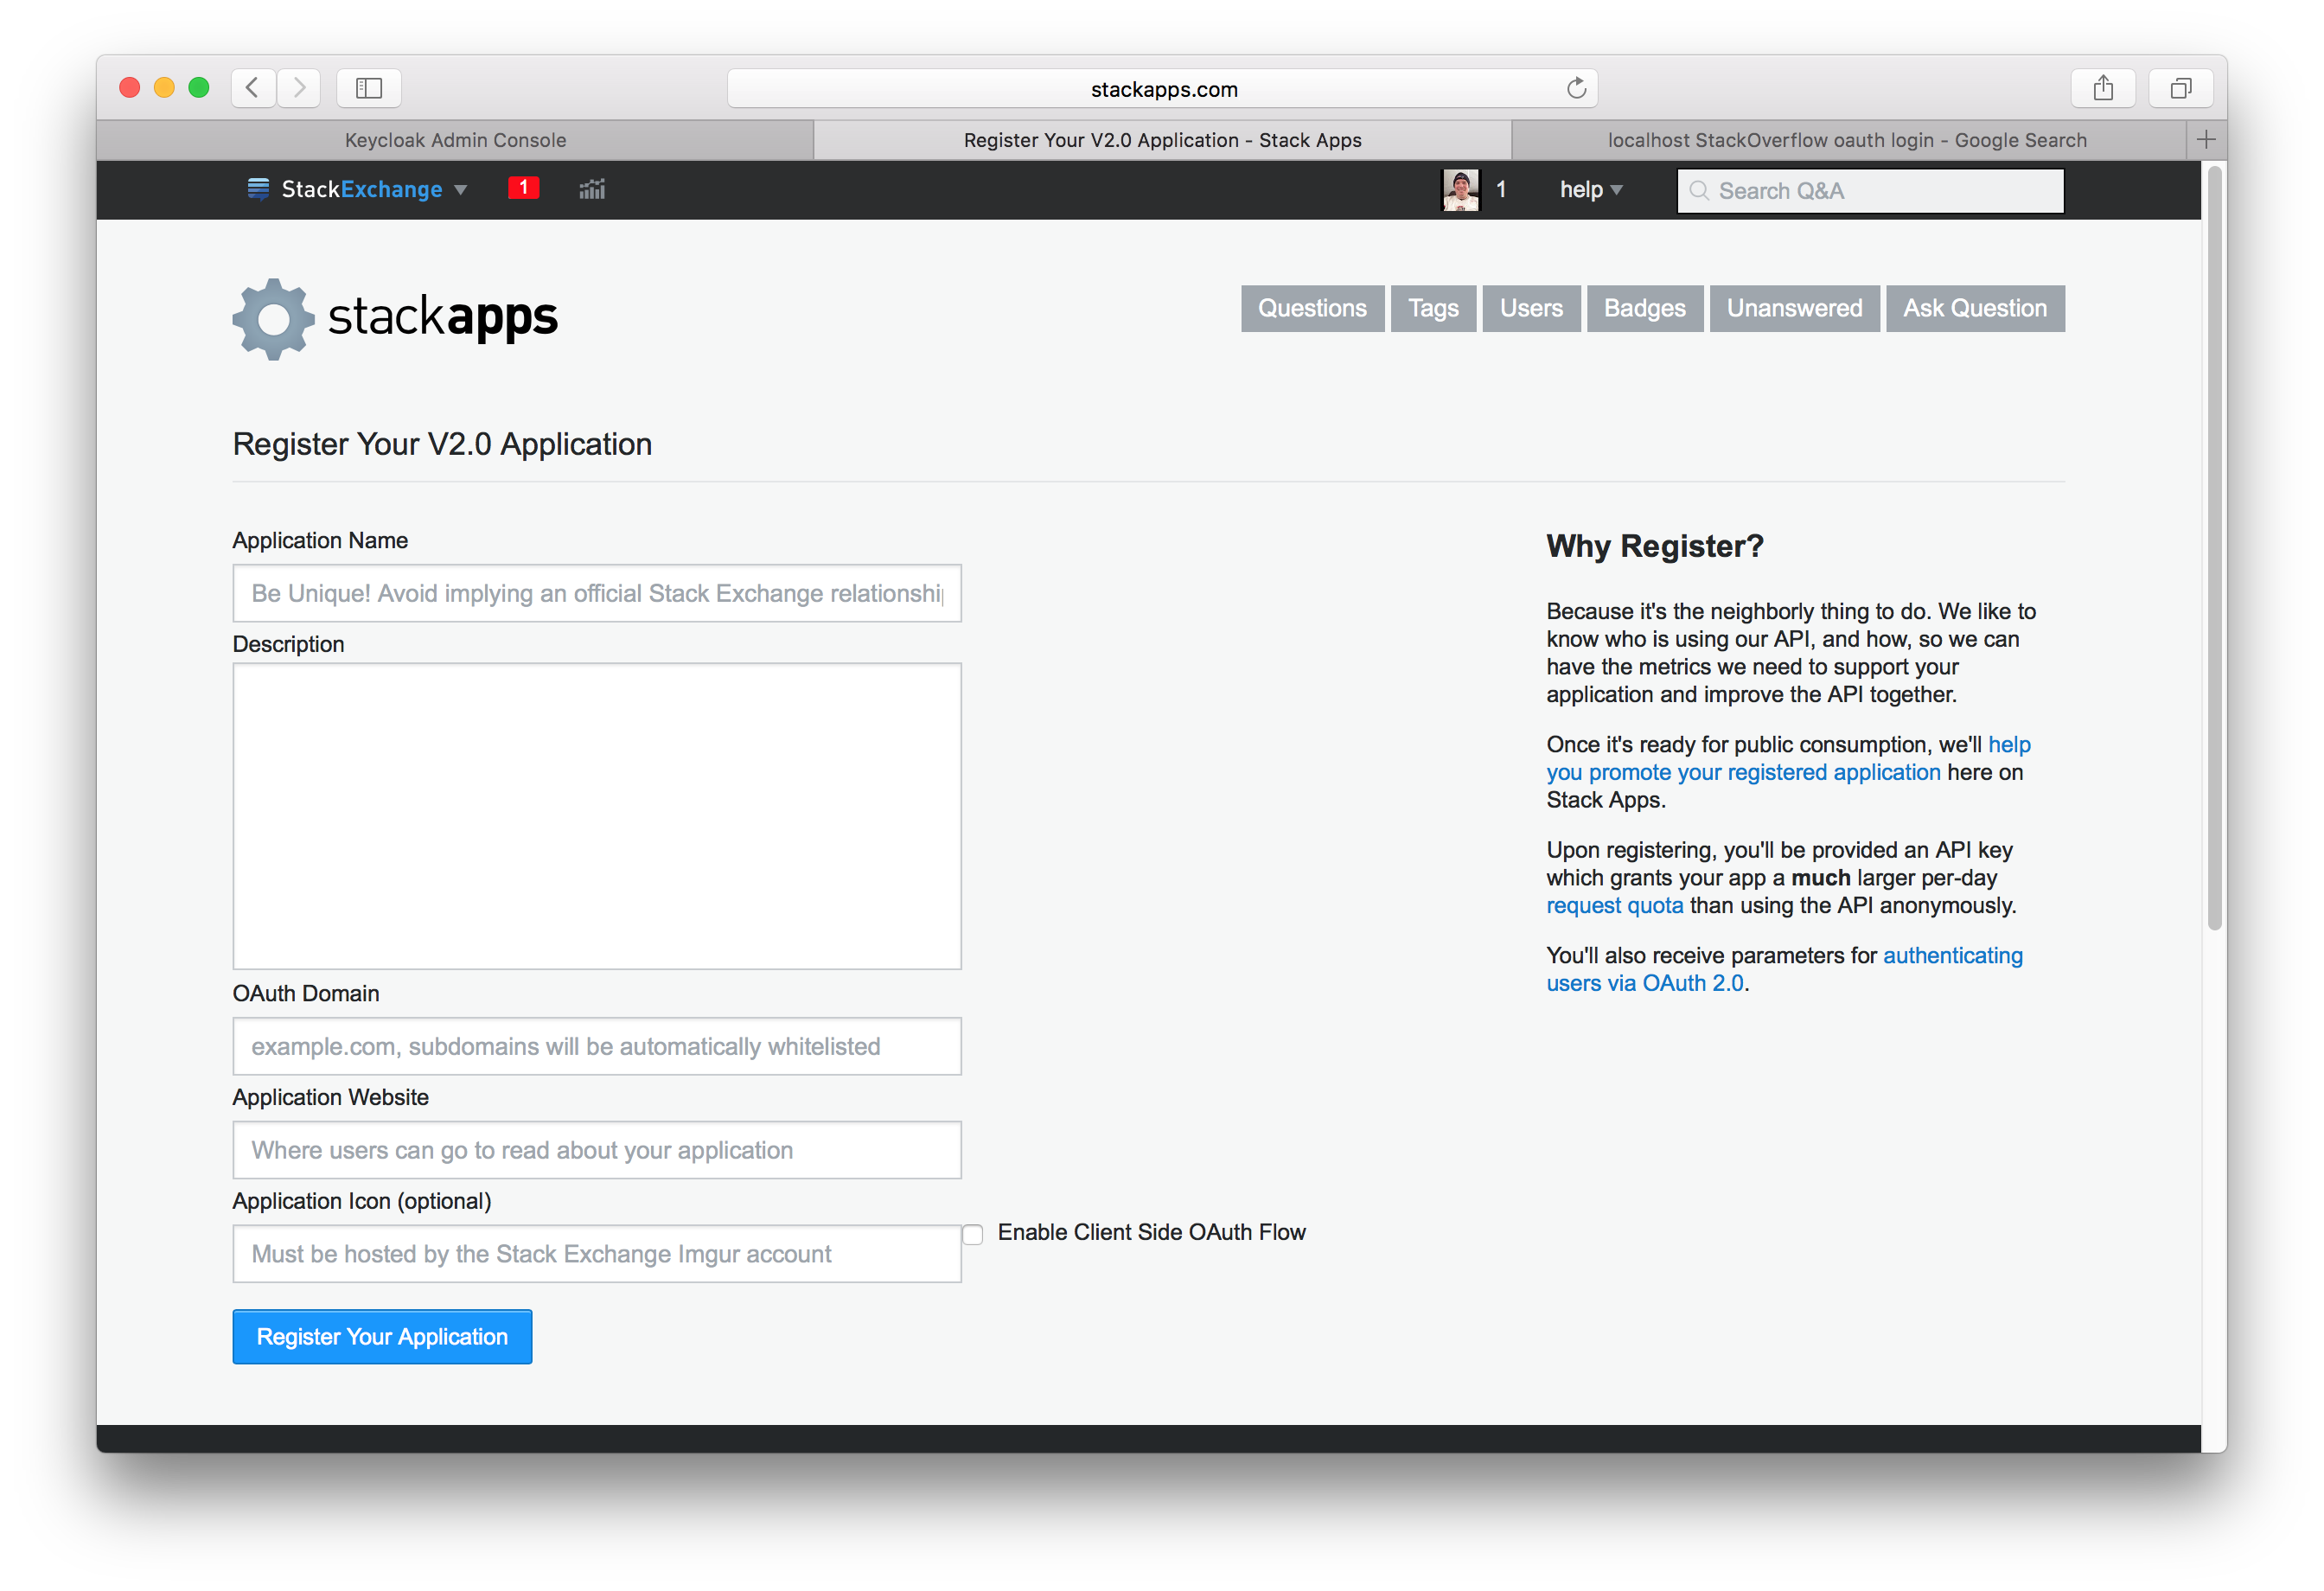 stackapps.com
Keycloak Admin Console
Register Your V2.0 Application - Stack Apps
localhost StackOverflow oauth login - Google Search
StackExchange
1
1
help
Search Q&A
stackapps
Questions
Tags
Users
Badges
Unanswered
Ask Question
Register Your V2.0 Application
Application Name
Be Unique! Avoid implying an official Stack Exchange relationshi
Description
OAuth Domain
example.com, subdomains will be automatically whitelisted
Application Website
Where users can go to read about your application
Application Icon (optional)
Must be hosted by the Stack Exchange Imgur account
Enable Client Side OAuth Flow
Register Your Application
Why Register?
Because it's the neighborly thing to do. We like to
know who is using our API, and how, so we can
have the metrics we need to support your
application and improve the API together.
Once it's ready for public consumption, we'll help
you promote your registered application here on
Stack Apps.
Upon registering, you'll be provided an API key
which grants your app a much larger per-day
request quota than using the API anonymously.
You'll also receive parameters for authenticating
users via OAuth 2.0.